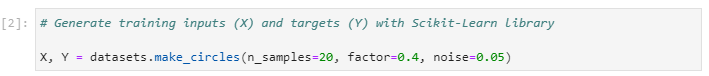 [2]: # Generate training inputs (X) and targets (Y) with Scikit-Learn library
X, Y = datasets.make_circles(n_samples=20, factor=0.4, noise=0.05)